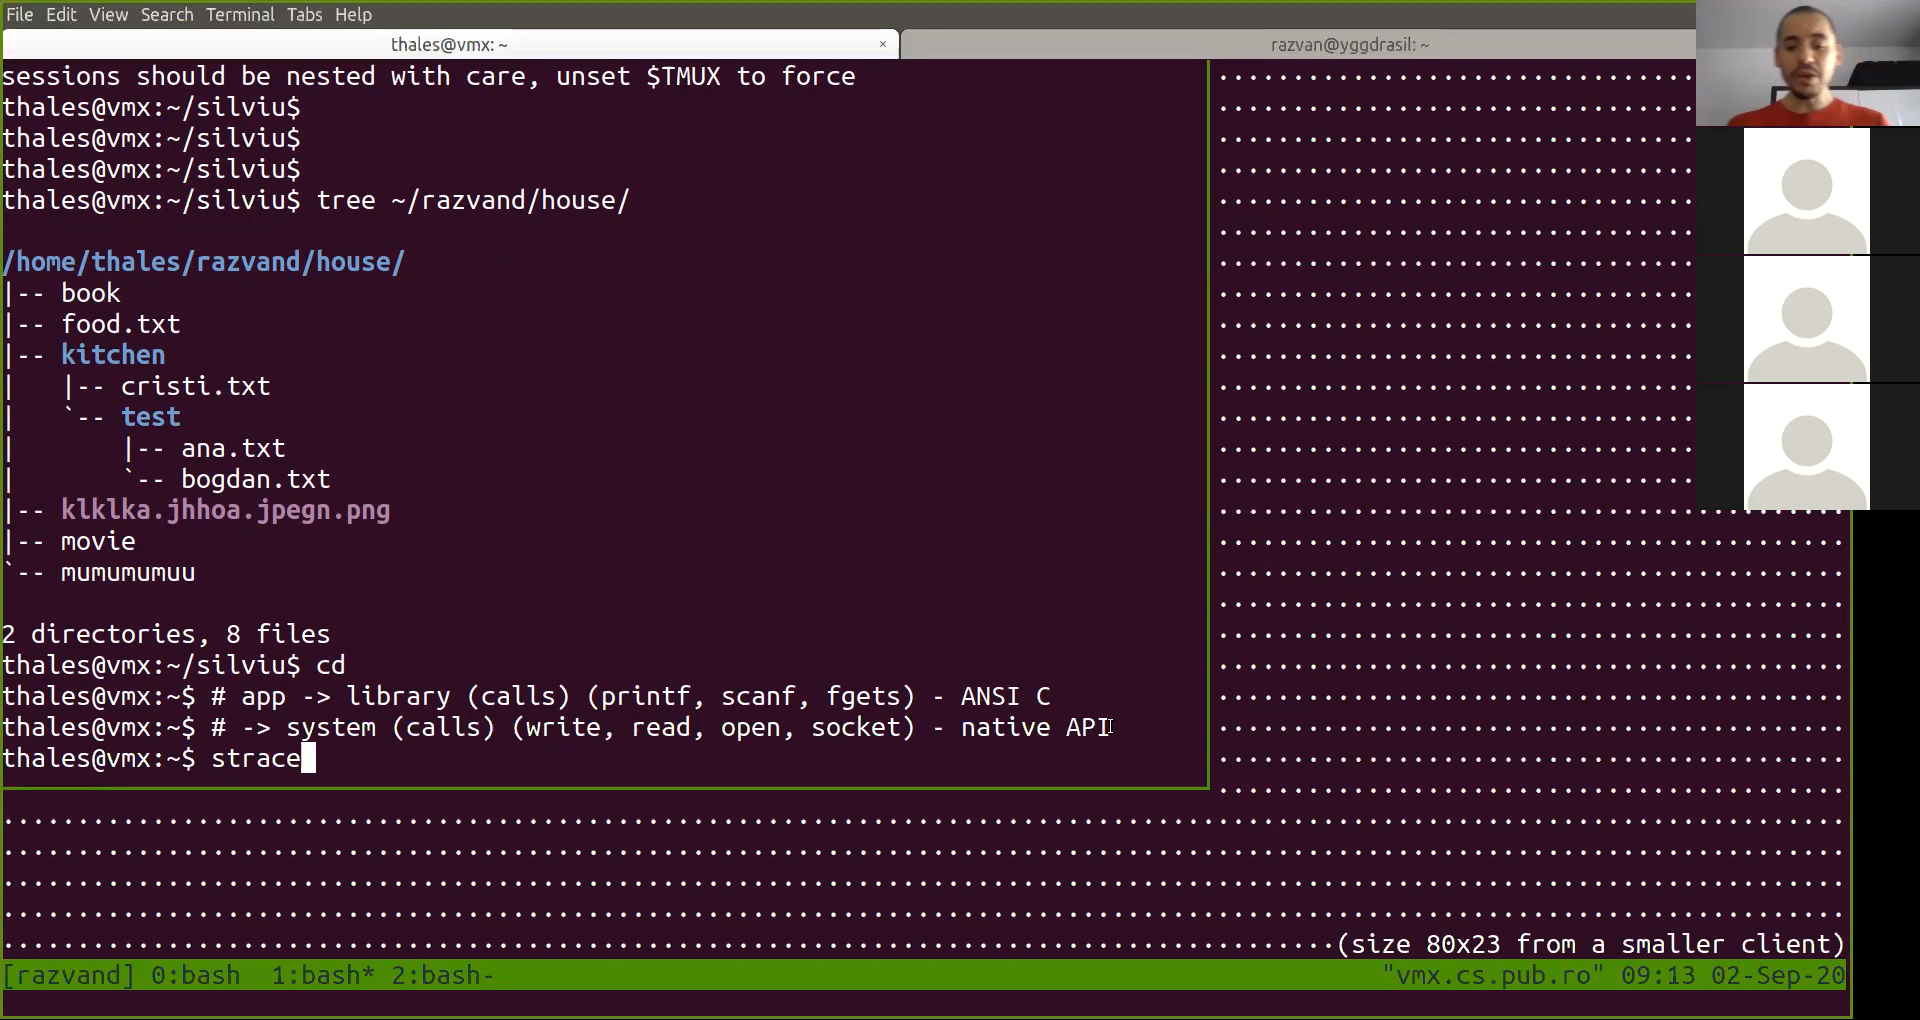 File Edit View Search Terminal Tabs Help
thales@vmx: ~ ×
razvan@yggdrasil: ~
sessions should be nested with care, unset $TMUX to force
thales@vmx:~/silviu$
thales@vmx:~/silviu$
thales@vmx:~/silviu$
thales@vmx:~/silviu$ tree ~/razvand/house/
/home/thales/razvand/house/
|-- book
|-- food.txt
|-- kitchen
|   |-- cristi.txt
|   `-- test
|       |-- ana.txt
|       `-- bogdan.txt
|-- klklka.jhhoa.jpegn.png
|-- movie
`-- mumumumuu
2 directories, 8 files
thales@vmx:~/silviu$ cd
thales@vmx:~$ # app -> library (calls) (printf, scanf, fgets) - ANSI C
thales@vmx:~$ # -> system (calls) (write, read, open, socket) - native API
thales@vmx:~$ strace
(size 80x23 from a smaller client)
[razvand] 0:bash  1:bash* 2:bash- "vmx.cs.pub.ro" 09:13 02-Sep-20